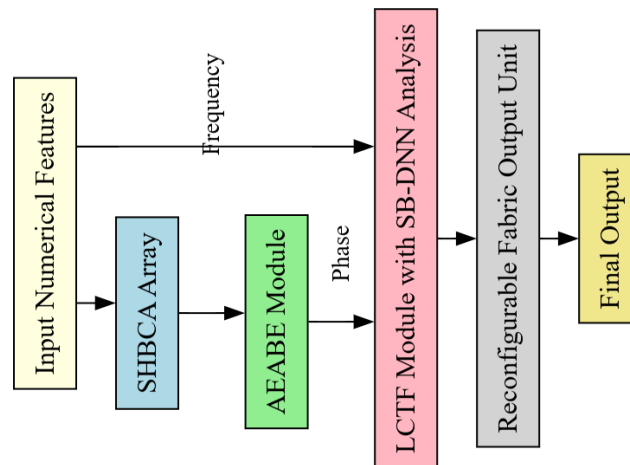 Input Numerical Features
SHBCA Array
AEABE Module
Frequency
Phase
LCTF Module with SB-DNN Analysis
Reconfigurable Fabric Output Unit
Final Output